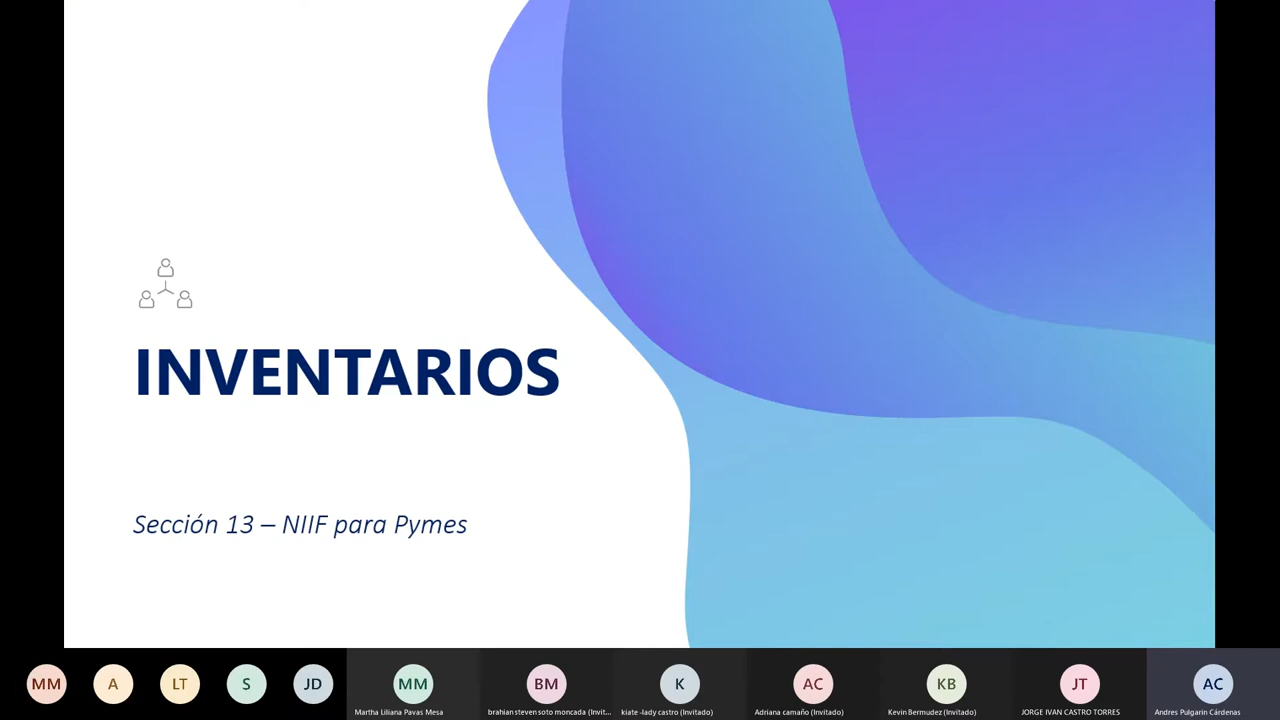 INVENTARIOS
Sección 13 – NIIF para Pymes
MM
A
LT
S
JD
MM
BM
K
AC
KB
JT
AC
Martha Liliana Pavas Mesa
brahian steven soto moncada (Invit...
kiate -lady castro (Invitado)
Adriana camaño (Invitado)
Kevin Bermudez (Invitado)
JORGE IVAN CASTRO TORRES
Andres Pulgarin Cárdenas